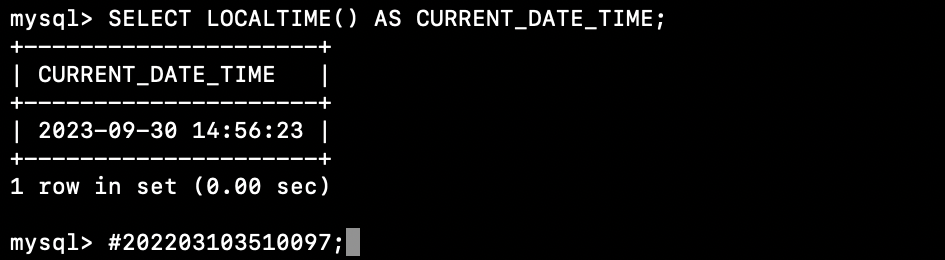 mysql> SELECT LOCALTIME() AS CURRENT_DATE_TIME;
+---------------------+
| CURRENT_DATE_TIME   |
+---------------------+
| 2023-09-30 14:56:23 |
+---------------------+
1 row in set (0.00 sec)
mysql> #202203103510097;